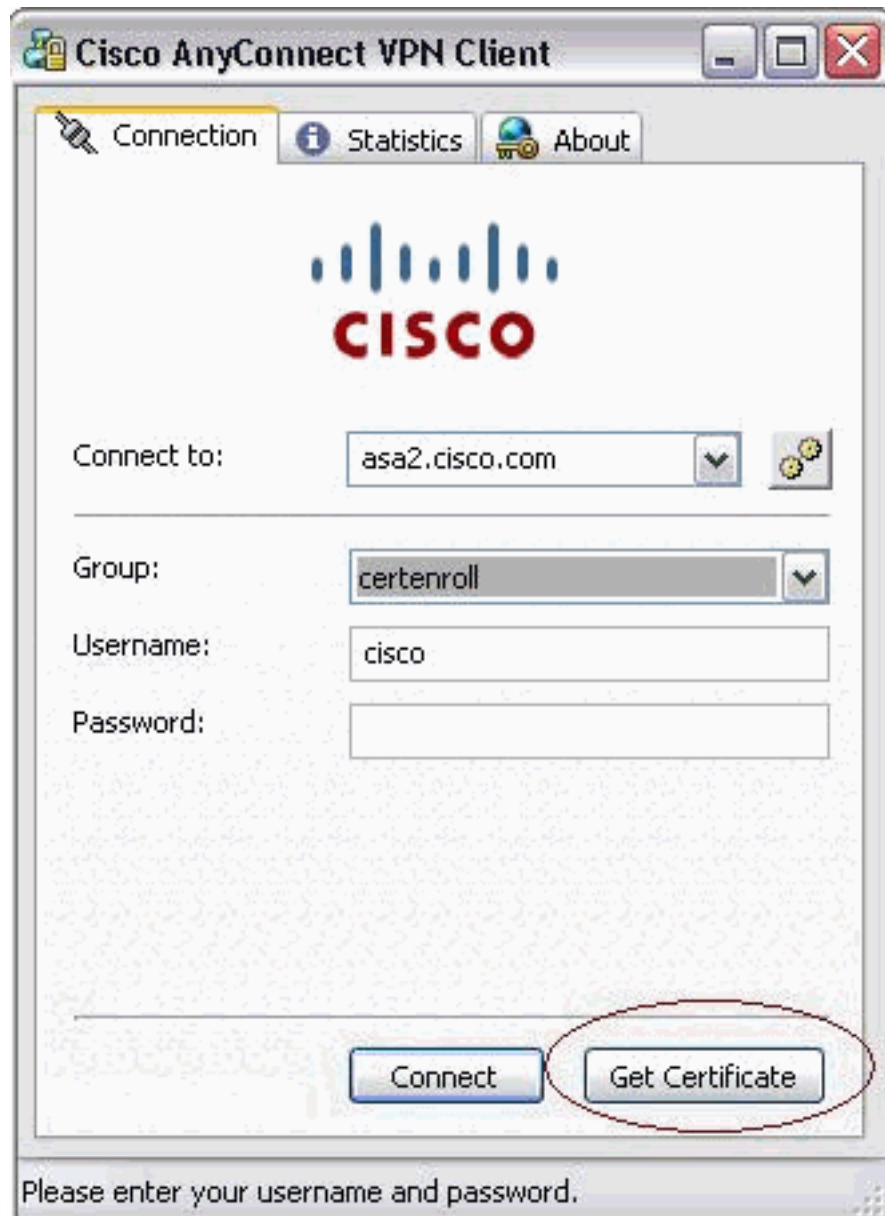 Cisco AnyConnect VPN Client
Connection
Statistics
About
CISCO
Connect to:
asa2.cisco.com
Group:
certenroll
Username:
cisco
Password:
Connect
Get Certificate
Please enter your username and password.